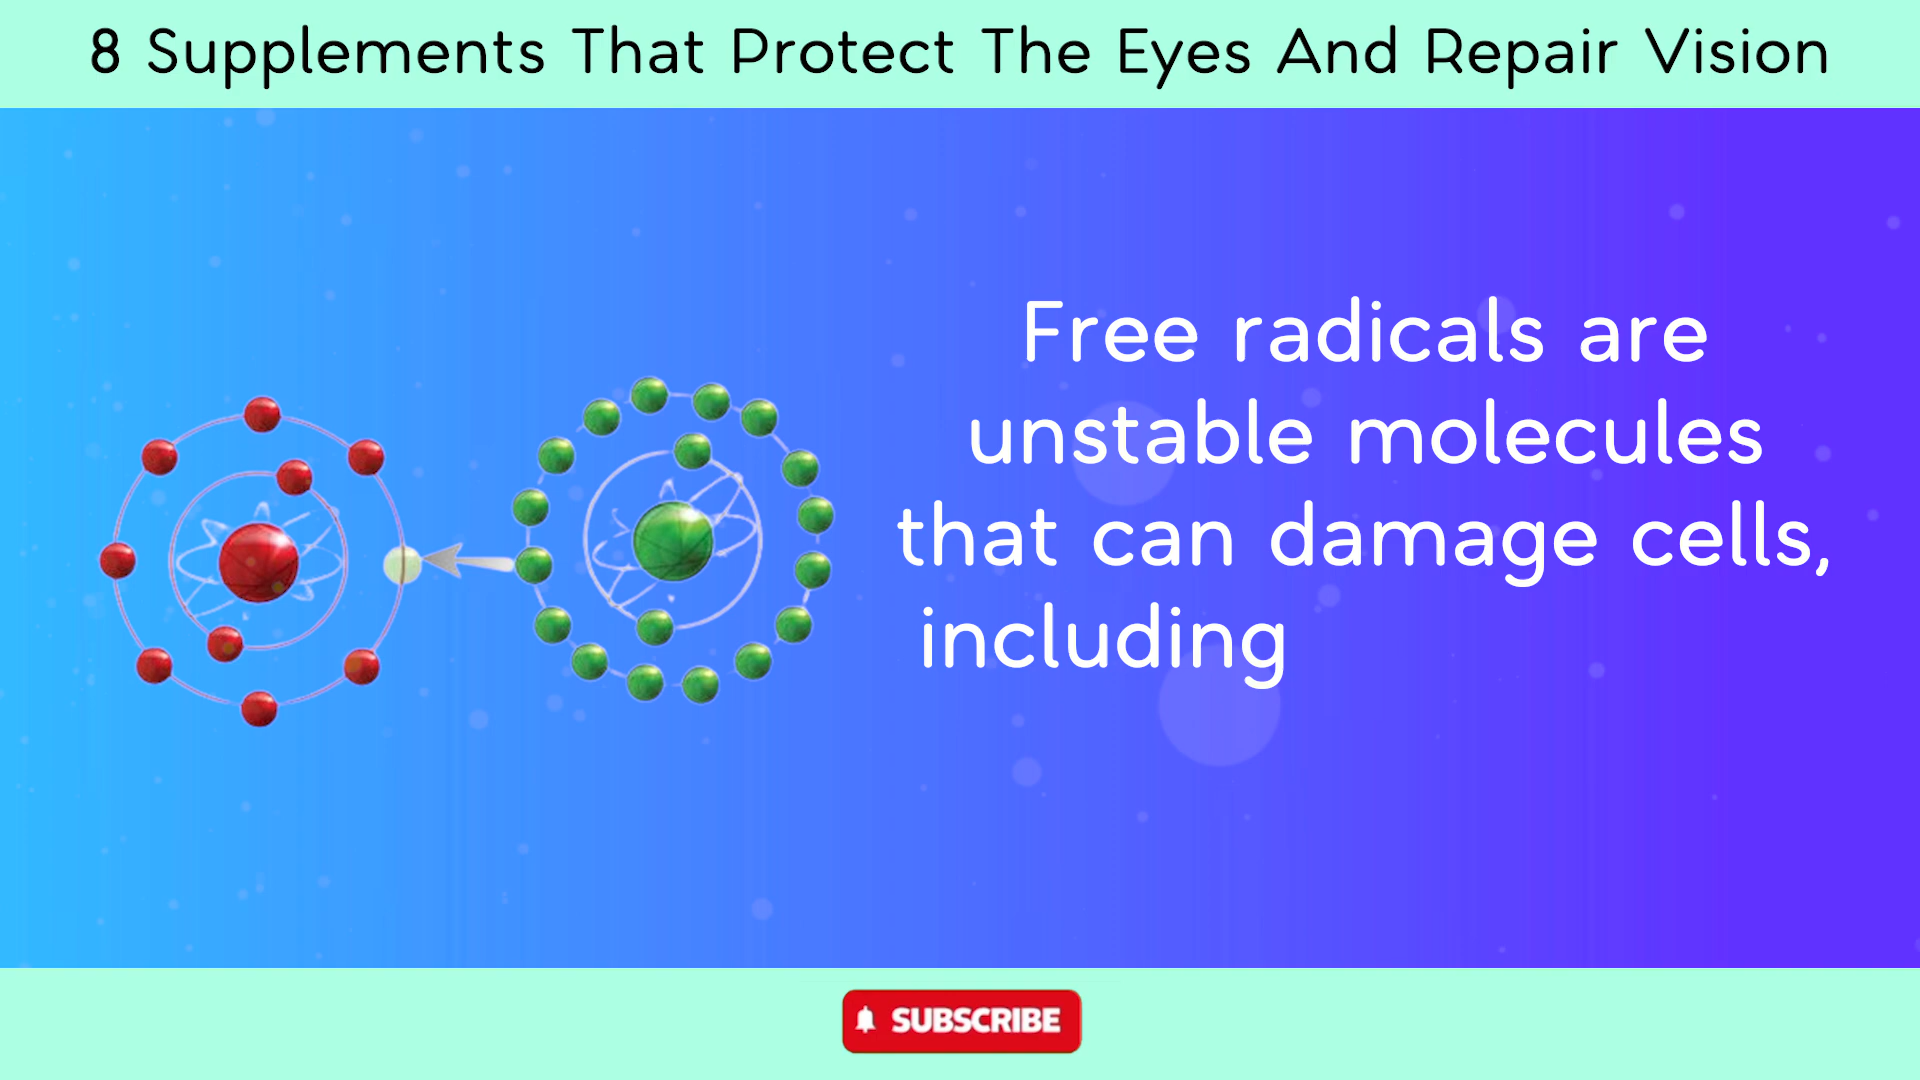 8 Supplements That Protect The Eyes And Repair Vision
Free radicals are
unstable molecules
that can damage cells,
including
SUBSCRIBE